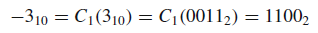 −3₁₀ = C₁(3₁₀) = C₁(0011₂) = 1100₂